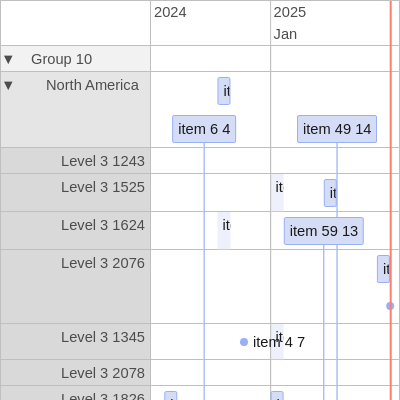 2024 2025
Jan
▼ Group 10
▼ North America it
item 6 4 item 49 14
Level 3 1243
Level 3 1525 it it
Level 3 1624 it item 59 13
Level 3 2076 it
Level 3 1345 item 4 7 it
Level 3 2078
Level 3 1826